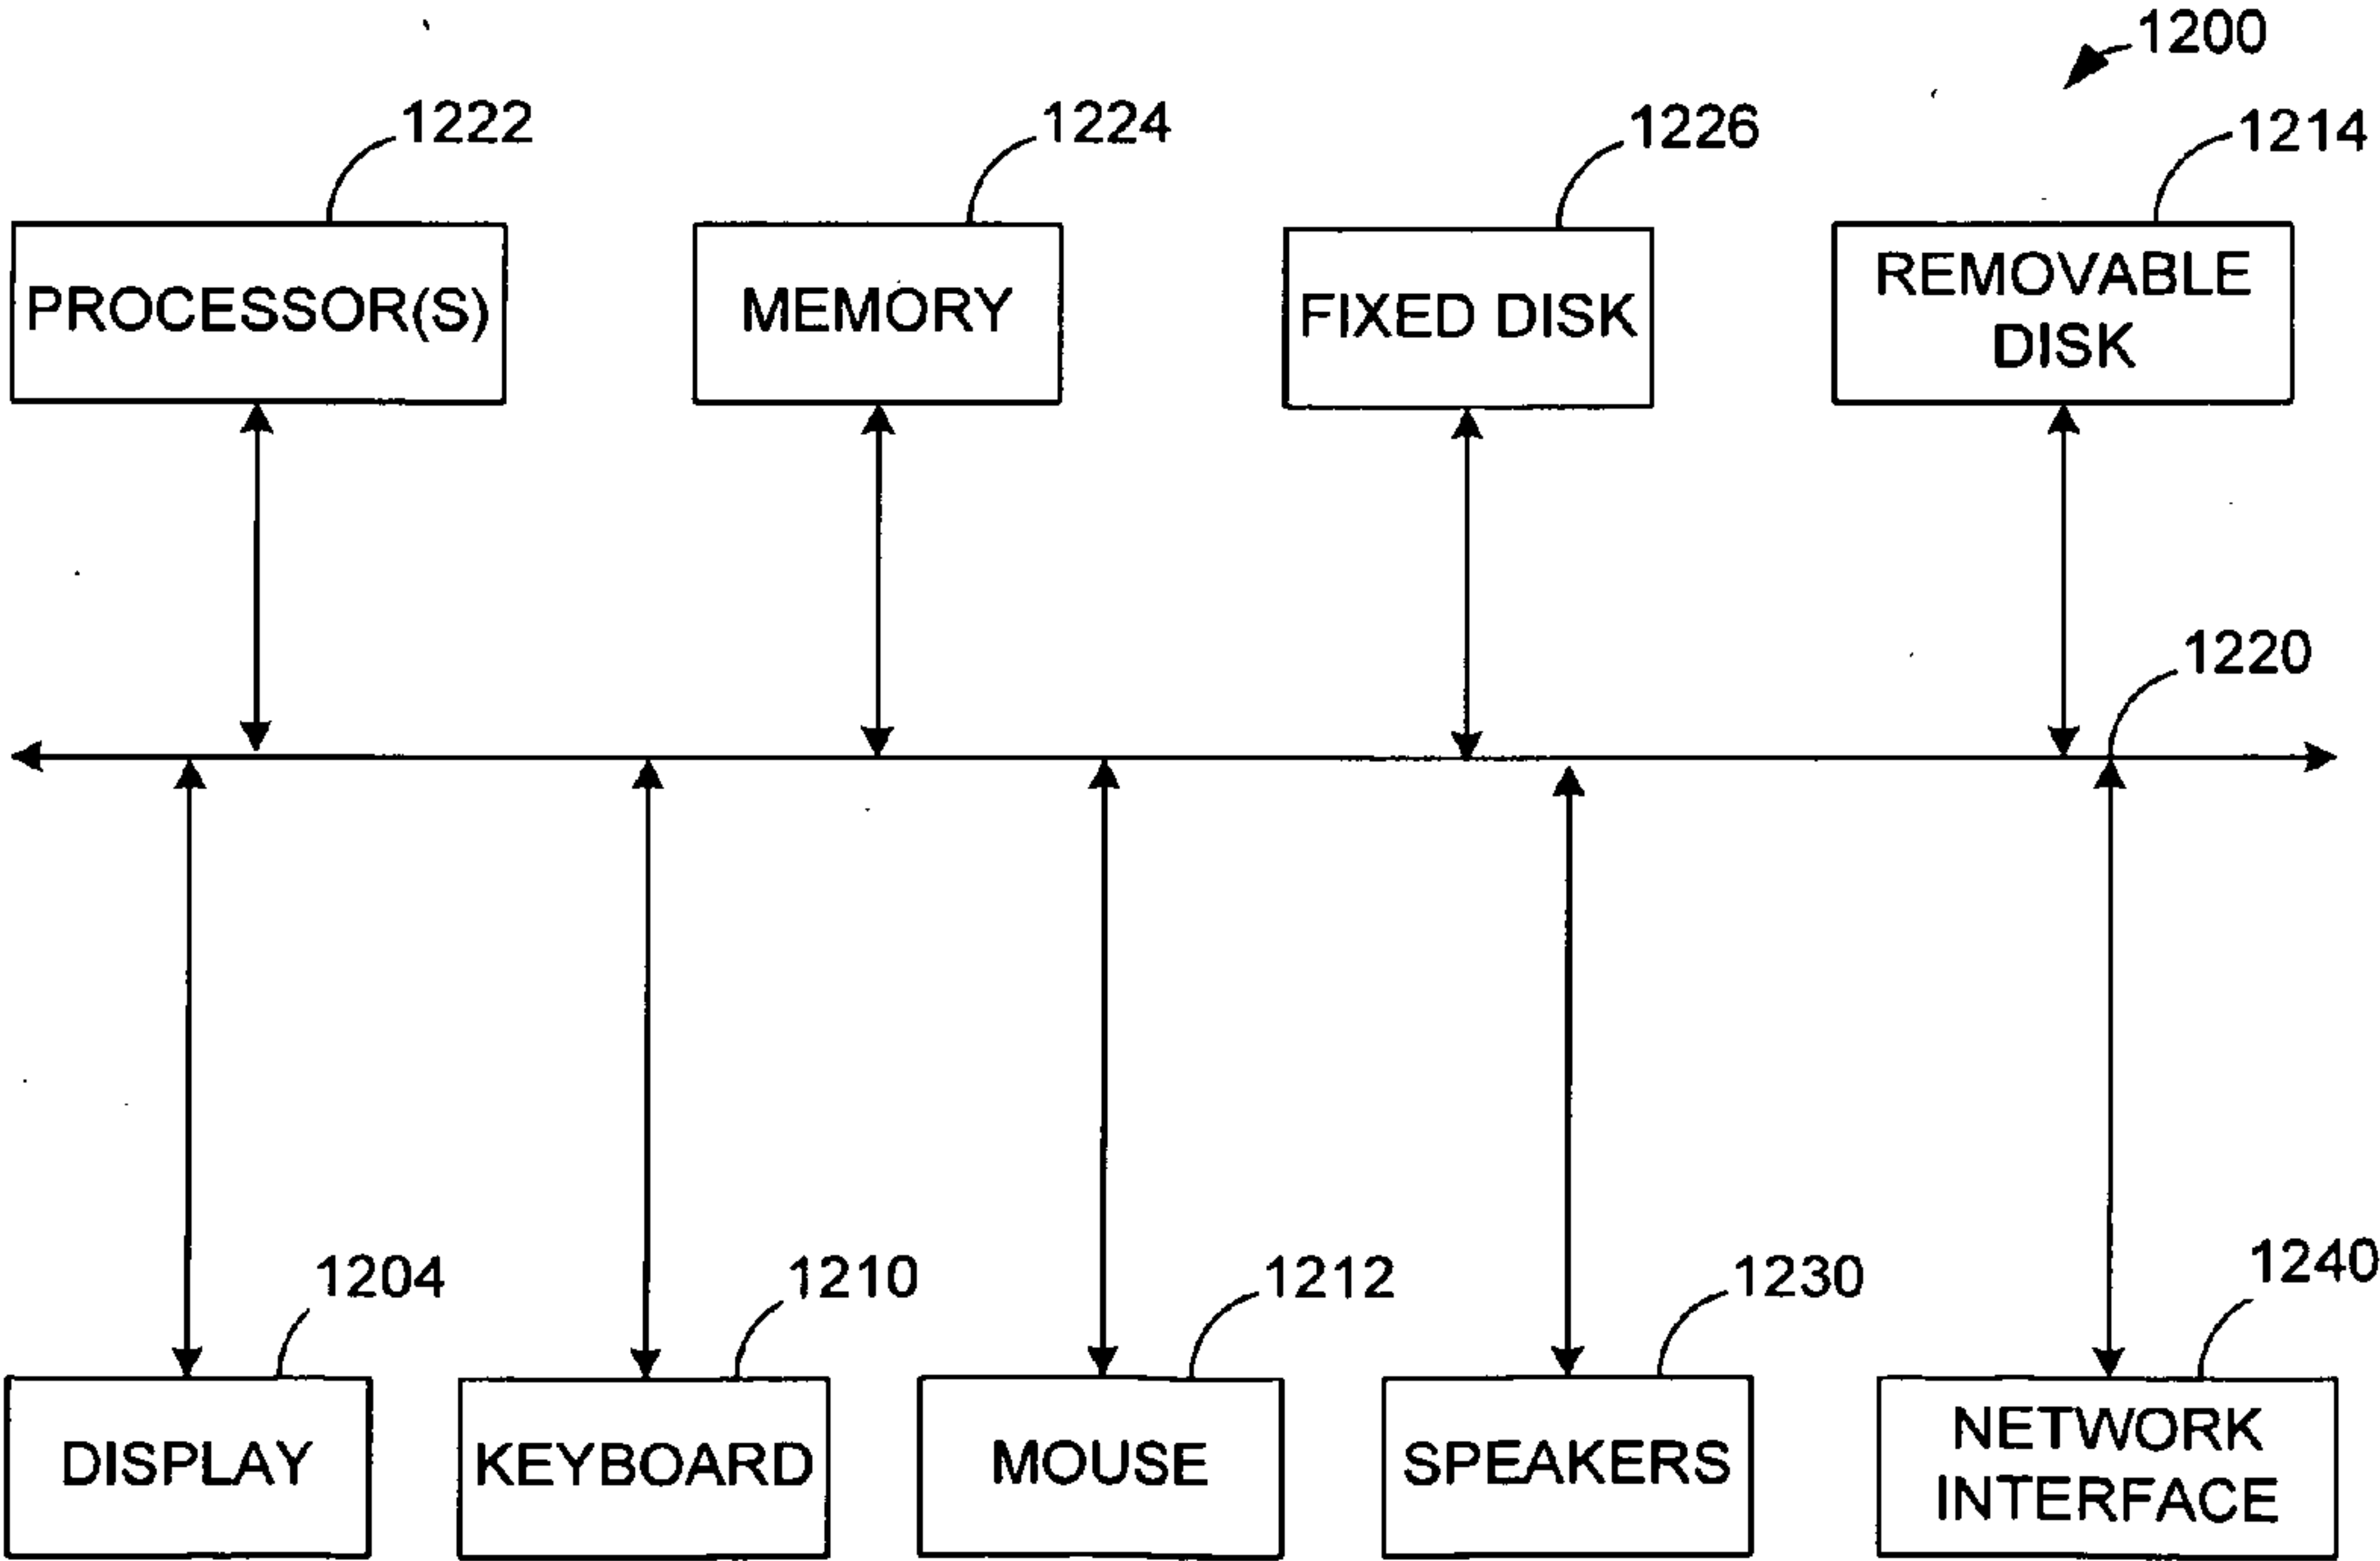 1200
1222
1224
1226
1214
PROCESSOR(S)
MEMORY
FIXED DISK
REMOVABLE
DISK
1220
1204
1210
1212
1230
1240
DISPLAY
KEYBOARD
MOUSE
SPEAKERS
NETWORK
INTERFACE